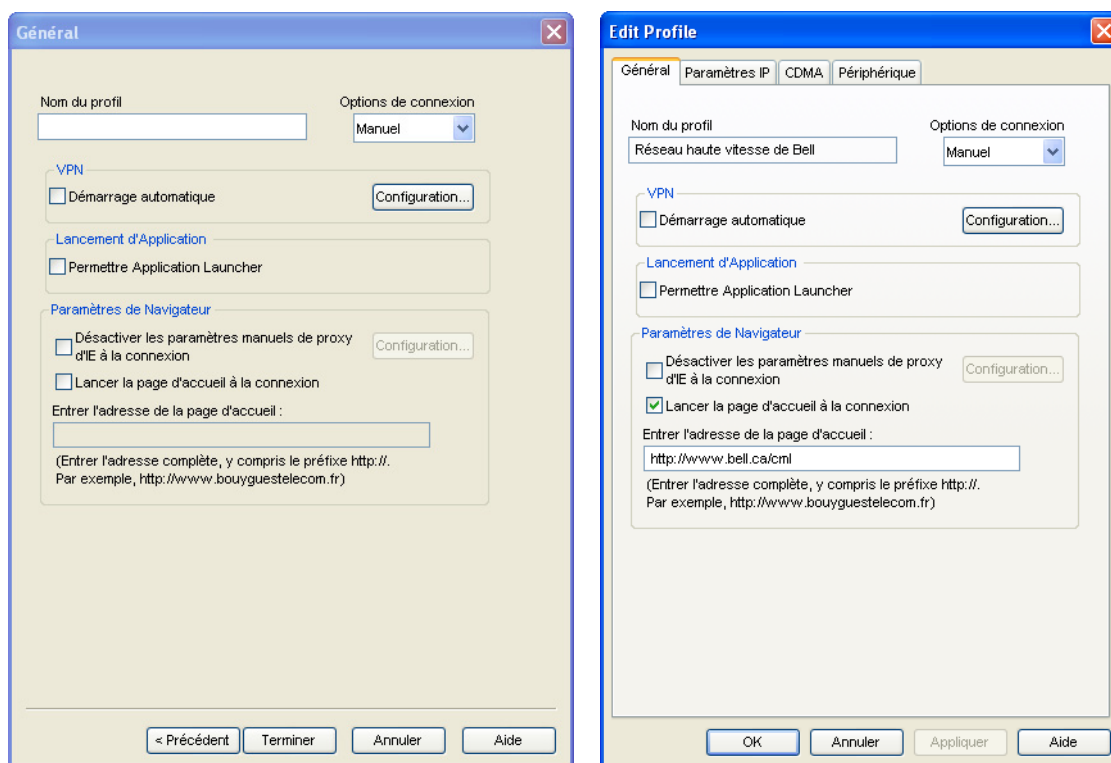 Général
Nom du profil
Options de connexion
Manuel
VPN
Démarrage automatique
Configuration...
Lancement d'Application
Permettre Application Launcher
Paramètres de Navigateur
Désactiver les paramètres manuels de proxy
d'IE à la connexion
Configuration...
Lancer la page d'accueil à la connexion
Entrer l'adresse de la page d'accueil :
(Entrer l'adresse complète, y compris le préfixe http://.
Par exemple, http://www.bouyguestelecom.fr)
< Précédent
Terminer
Annuler
Aide
Edit Profile
Général
Paramètres IP
CDMA
Périphérique
Nom du profil
Options de connexion
Réseau haute vitesse de Bell
Manuel
VPN
Démarrage automatique
Configuration...
Lancement d'Application
Permettre Application Launcher
Paramètres de Navigateur
Désactiver les paramètres manuels de proxy
d'IE à la connexion
Configuration...
Lancer la page d'accueil à la connexion
Entrer l'adresse de la page d'accueil :
http://www.bell.ca/cml
(Entrer l'adresse complète, y compris le préfixe http://.
Par exemple, http://www.bouyguestelecom.fr)
OK
Annuler
Appliquer
Aide